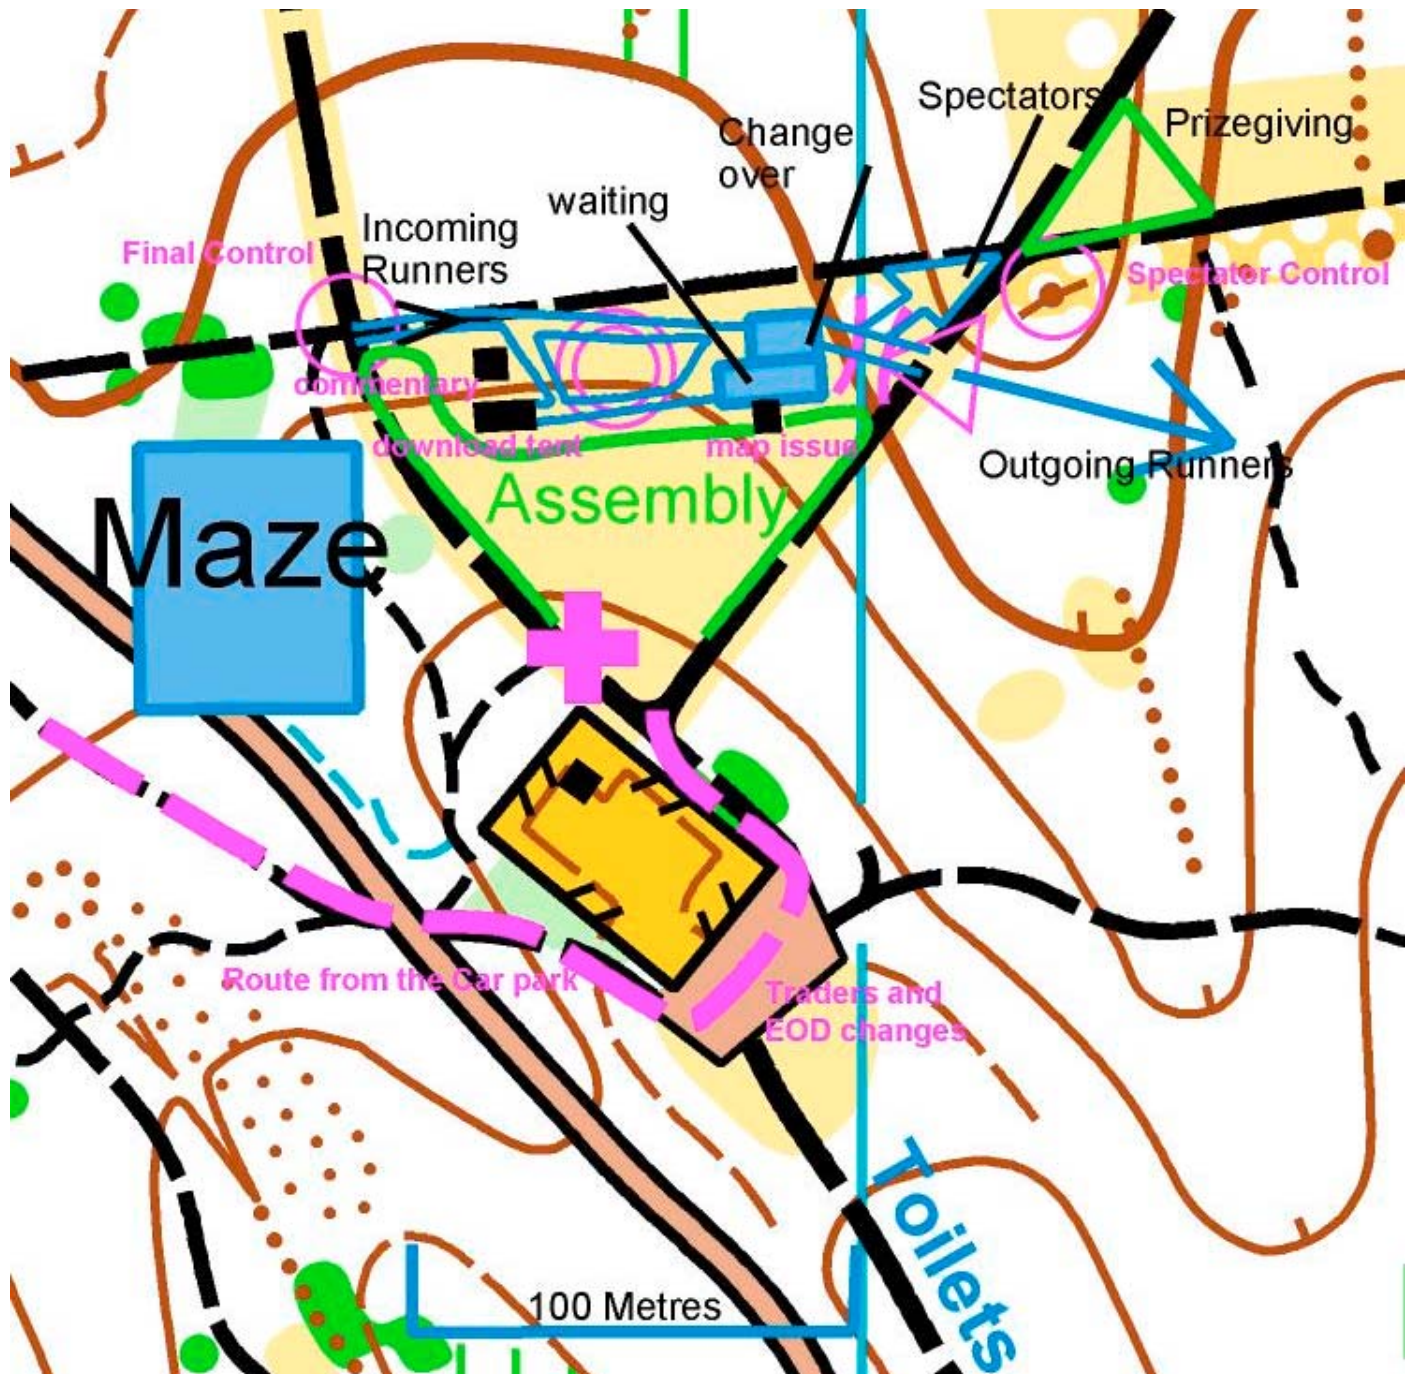 Spectators
Prizegiving
Change
over
waiting
Incoming
Runners
Final Control
Spectator Control
commentary
download tent
map issue
Outgoing Runners
Assembly
Maze
Route from the Car park
Traders and
EOD changes
Toilets
100 Metres